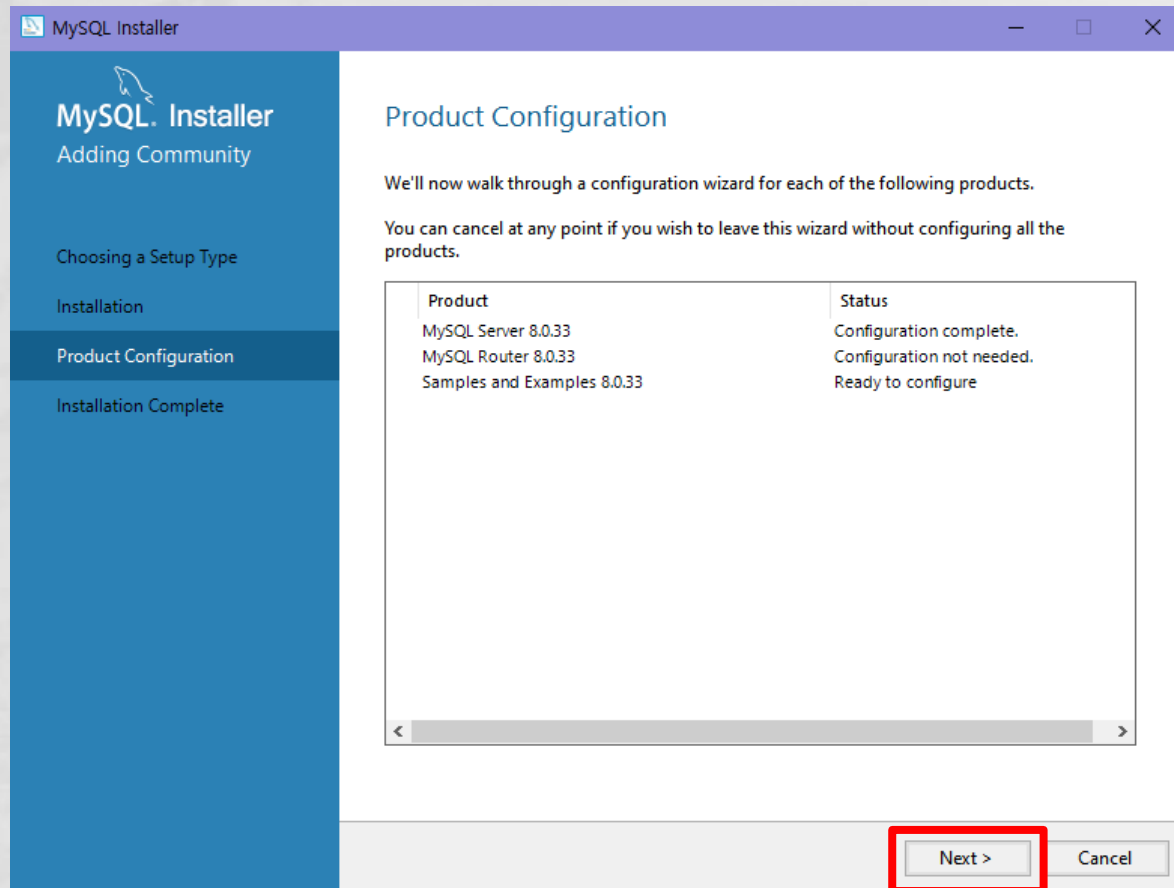 MySQL Installer
MySQL. Installer
Adding Community
Choosing a Setup Type
Installation
Product Configuration
Installation Complete
Product Configuration
We'll now walk through a configuration wizard for each of the following products.
You can cancel at any point if you wish to leave this wizard without configuring all the
products.
Product Status
MySQL Server 8.0.33 Configuration complete.
MySQL Router 8.0.33 Configuration not needed.
Samples and Examples 8.0.33 Ready to configure
Next > Cancel